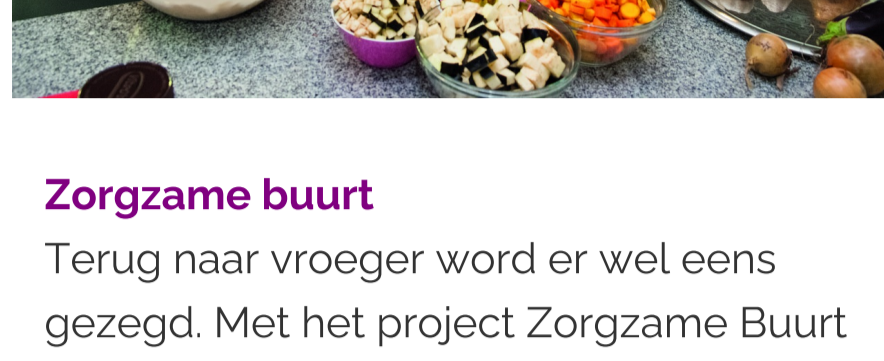 Zorgzame buurt
Terug naar vroeger word er wel eens
gezegd. Met het project Zorgzame Buurt